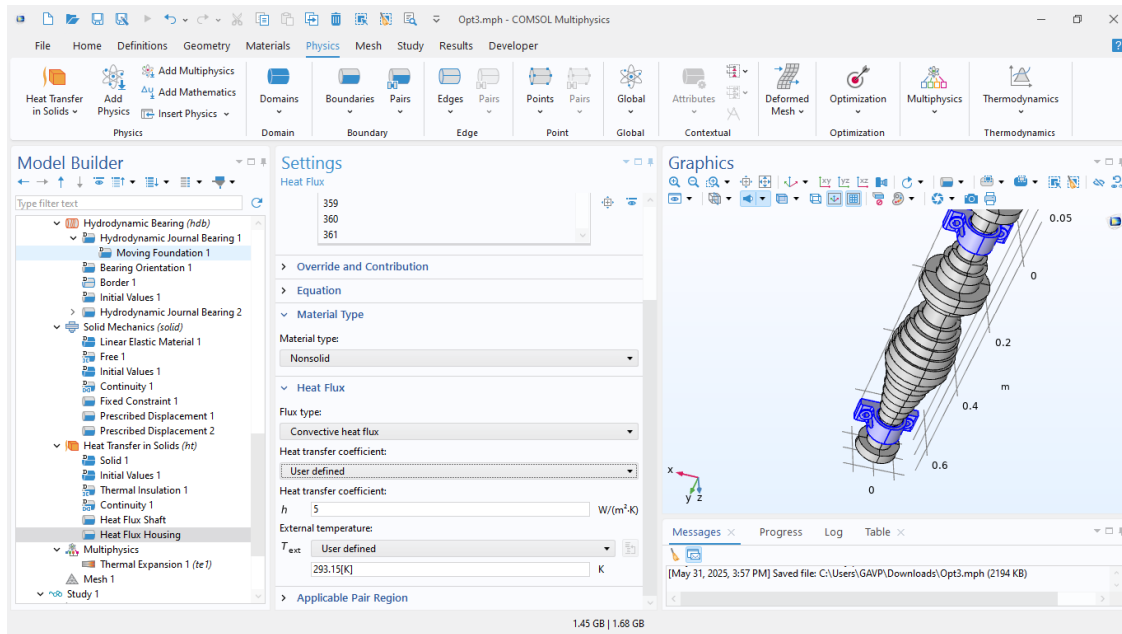 Opt3.mph - COMSOL Multiphysics
File Home Definitions Geometry Materials Physics Mesh Study Results Developer
Heat Transfer in Solids
Add Physics
Add Multiphysics
Add Mathematics
Insert Physics
Domains
Boundaries
Pairs
Edges
Pairs
Points
Pairs
Global
Attributes
Deformed Mesh
Optimization
Multiphysics
Thermodynamics
Physics Domain Boundary Edge Point Global Contextual Optimization Thermodynamics
Model Builder
Type filter text
Hydrodynamic Bearing (hdb)
Hydrodynamic Journal Bearing 1
Moving Foundation 1
Bearing Orientation 1
Border 1
Initial Values 1
Hydrodynamic Journal Bearing 2
Solid Mechanics (solid)
Linear Elastic Material 1
Free 1
Initial Values 1
Continuity 1
Fixed Constraint 1
Prescribed Displacement 1
Prescribed Displacement 2
Heat Transfer in Solids (ht)
Solid 1
Initial Values 1
Thermal Insulation 1
Continuity 1
Heat Flux Shaft
Heat Flux Housing
Multiphysics
Thermal Expansion 1 (te1)
Mesh 1
Study 1
Settings
Heat Flux
359
360
361
Override and Contribution
Equation
Material Type
Material type:
Nonsolid
Heat Flux
Flux type:
Convective heat flux
Heat transfer coefficient:
User defined
Heat transfer coefficient:
h 5 W/(m²·K)
External temperature:
Text User defined
293.15[K] K
Applicable Pair Region
Graphics
xy yz xz
0.05
0
0.2
m
0.4
0.6
0
x
y z
Messages Progress Log Table
[May 31, 2025, 3:57 PM] Saved file: C:\Users\GAVP\Downloads\Opt3.mph (2194 KB)
1.45 GB | 1.68 GB